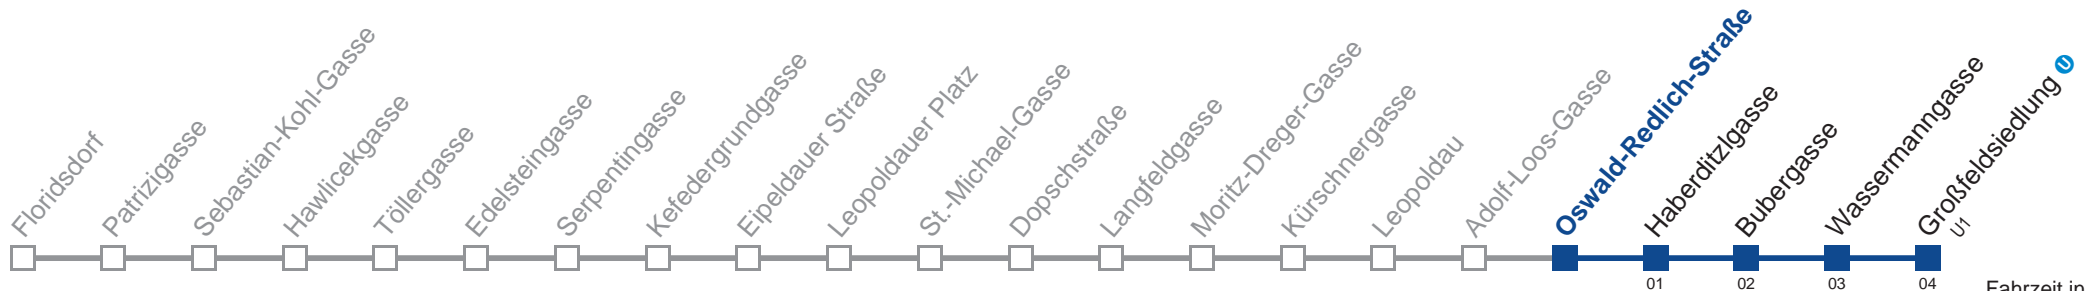 Floridsdorf
Patrizigasse
Sebastian-Kohl-Gasse
Hawlicekgasse
Töllergasse
Edelsteingasse
Serpentingasse
Kefedergrundgasse
Eipeldauer Straße
Leopoldauer Platz
St.-Michael-Gasse
Dopschstraße
Langfeldgasse
Moritz-Dreger-Gasse
Kürschnergasse
Leopoldau
Adolf-Loos-Gasse
Oswald-Redlich-Straße
Haberditzlgasse
Bubergasse
Wassermanngasse
Großfeldsiedlung U
U1
01 02 03 04
Fahrzeit in